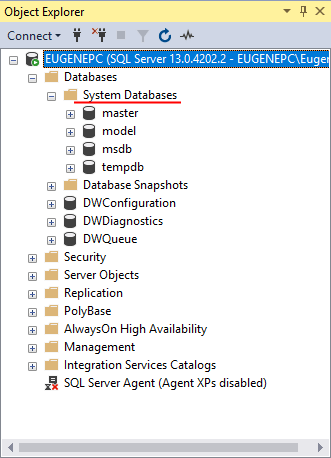 Object Explorer
Connect
EUGENEPC (SQL Server 13.0.4202.2 - EUGENEPC\Eugen
Databases
System Databases
master
model
msdb
tempdb
Database Snapshots
DWConfiguration
DWDiagnostics
DWQueue
Security
Server Objects
Replication
PolyBase
AlwaysOn High Availability
Management
Integration Services Catalogs
SQL Server Agent (Agent XPs disabled)